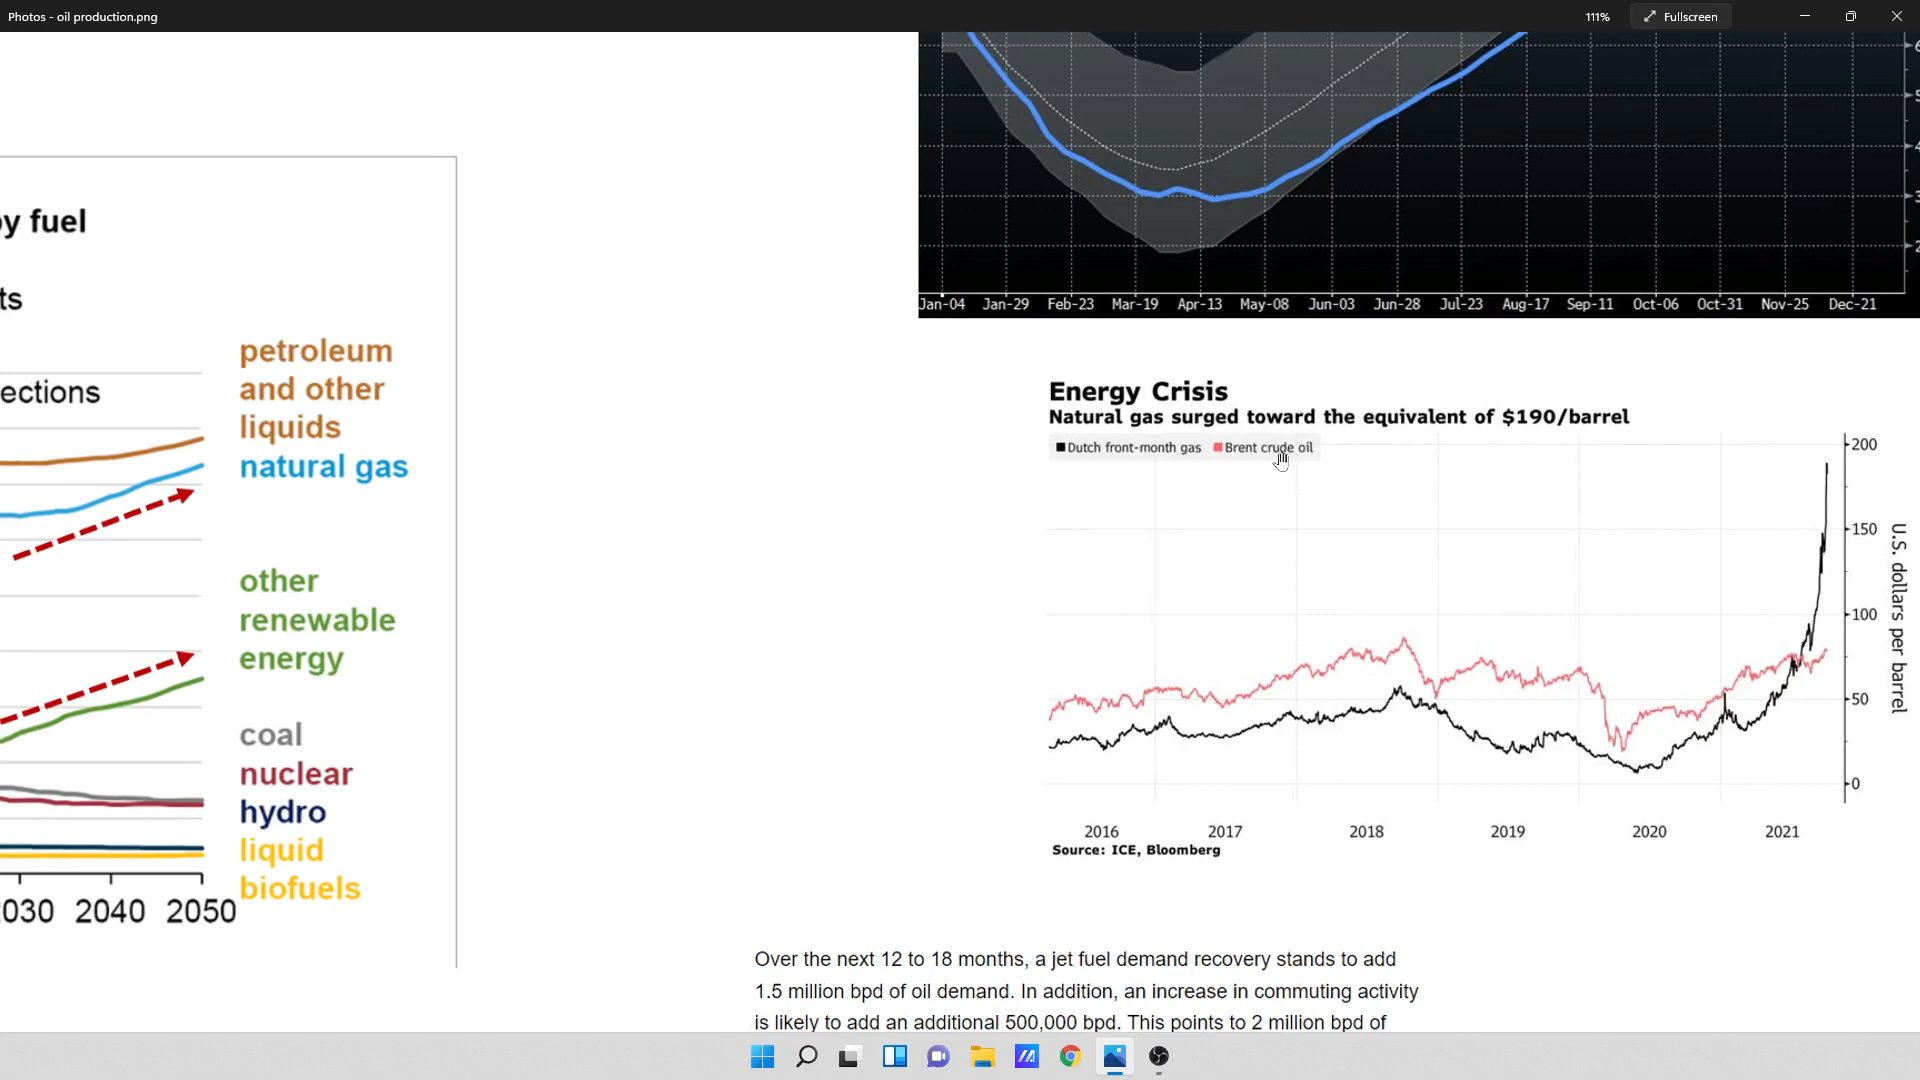 Photos - oil production.png
111%
Fullscreen
by fuel
ts
ections
petroleum
and other
liquids
natural gas
other
renewable
energy
coal
nuclear
hydro
liquid
biofuels
030 2040 2050
Jan-04 Jan-29 Feb-23 Mar-19 Apr-13 May-08 Jun-03 Jun-28 Jul-23 Aug-17 Sep-11 Oct-06 Oct-31 Nov-25 Dec-21
Energy Crisis
Natural gas surged toward the equivalent of $190/barrel
Dutch front-month gas Brent crude oil
200
150
100
50
0
U.S. dollars per barrel
2016 2017 2018 2019 2020 2021
Source: ICE, Bloomberg
Over the next 12 to 18 months, a jet fuel demand recovery stands to add
1.5 million bpd of oil demand. In addition, an increase in commuting activity
is likely to add an additional 500,000 bpd. This points to 2 million bpd of